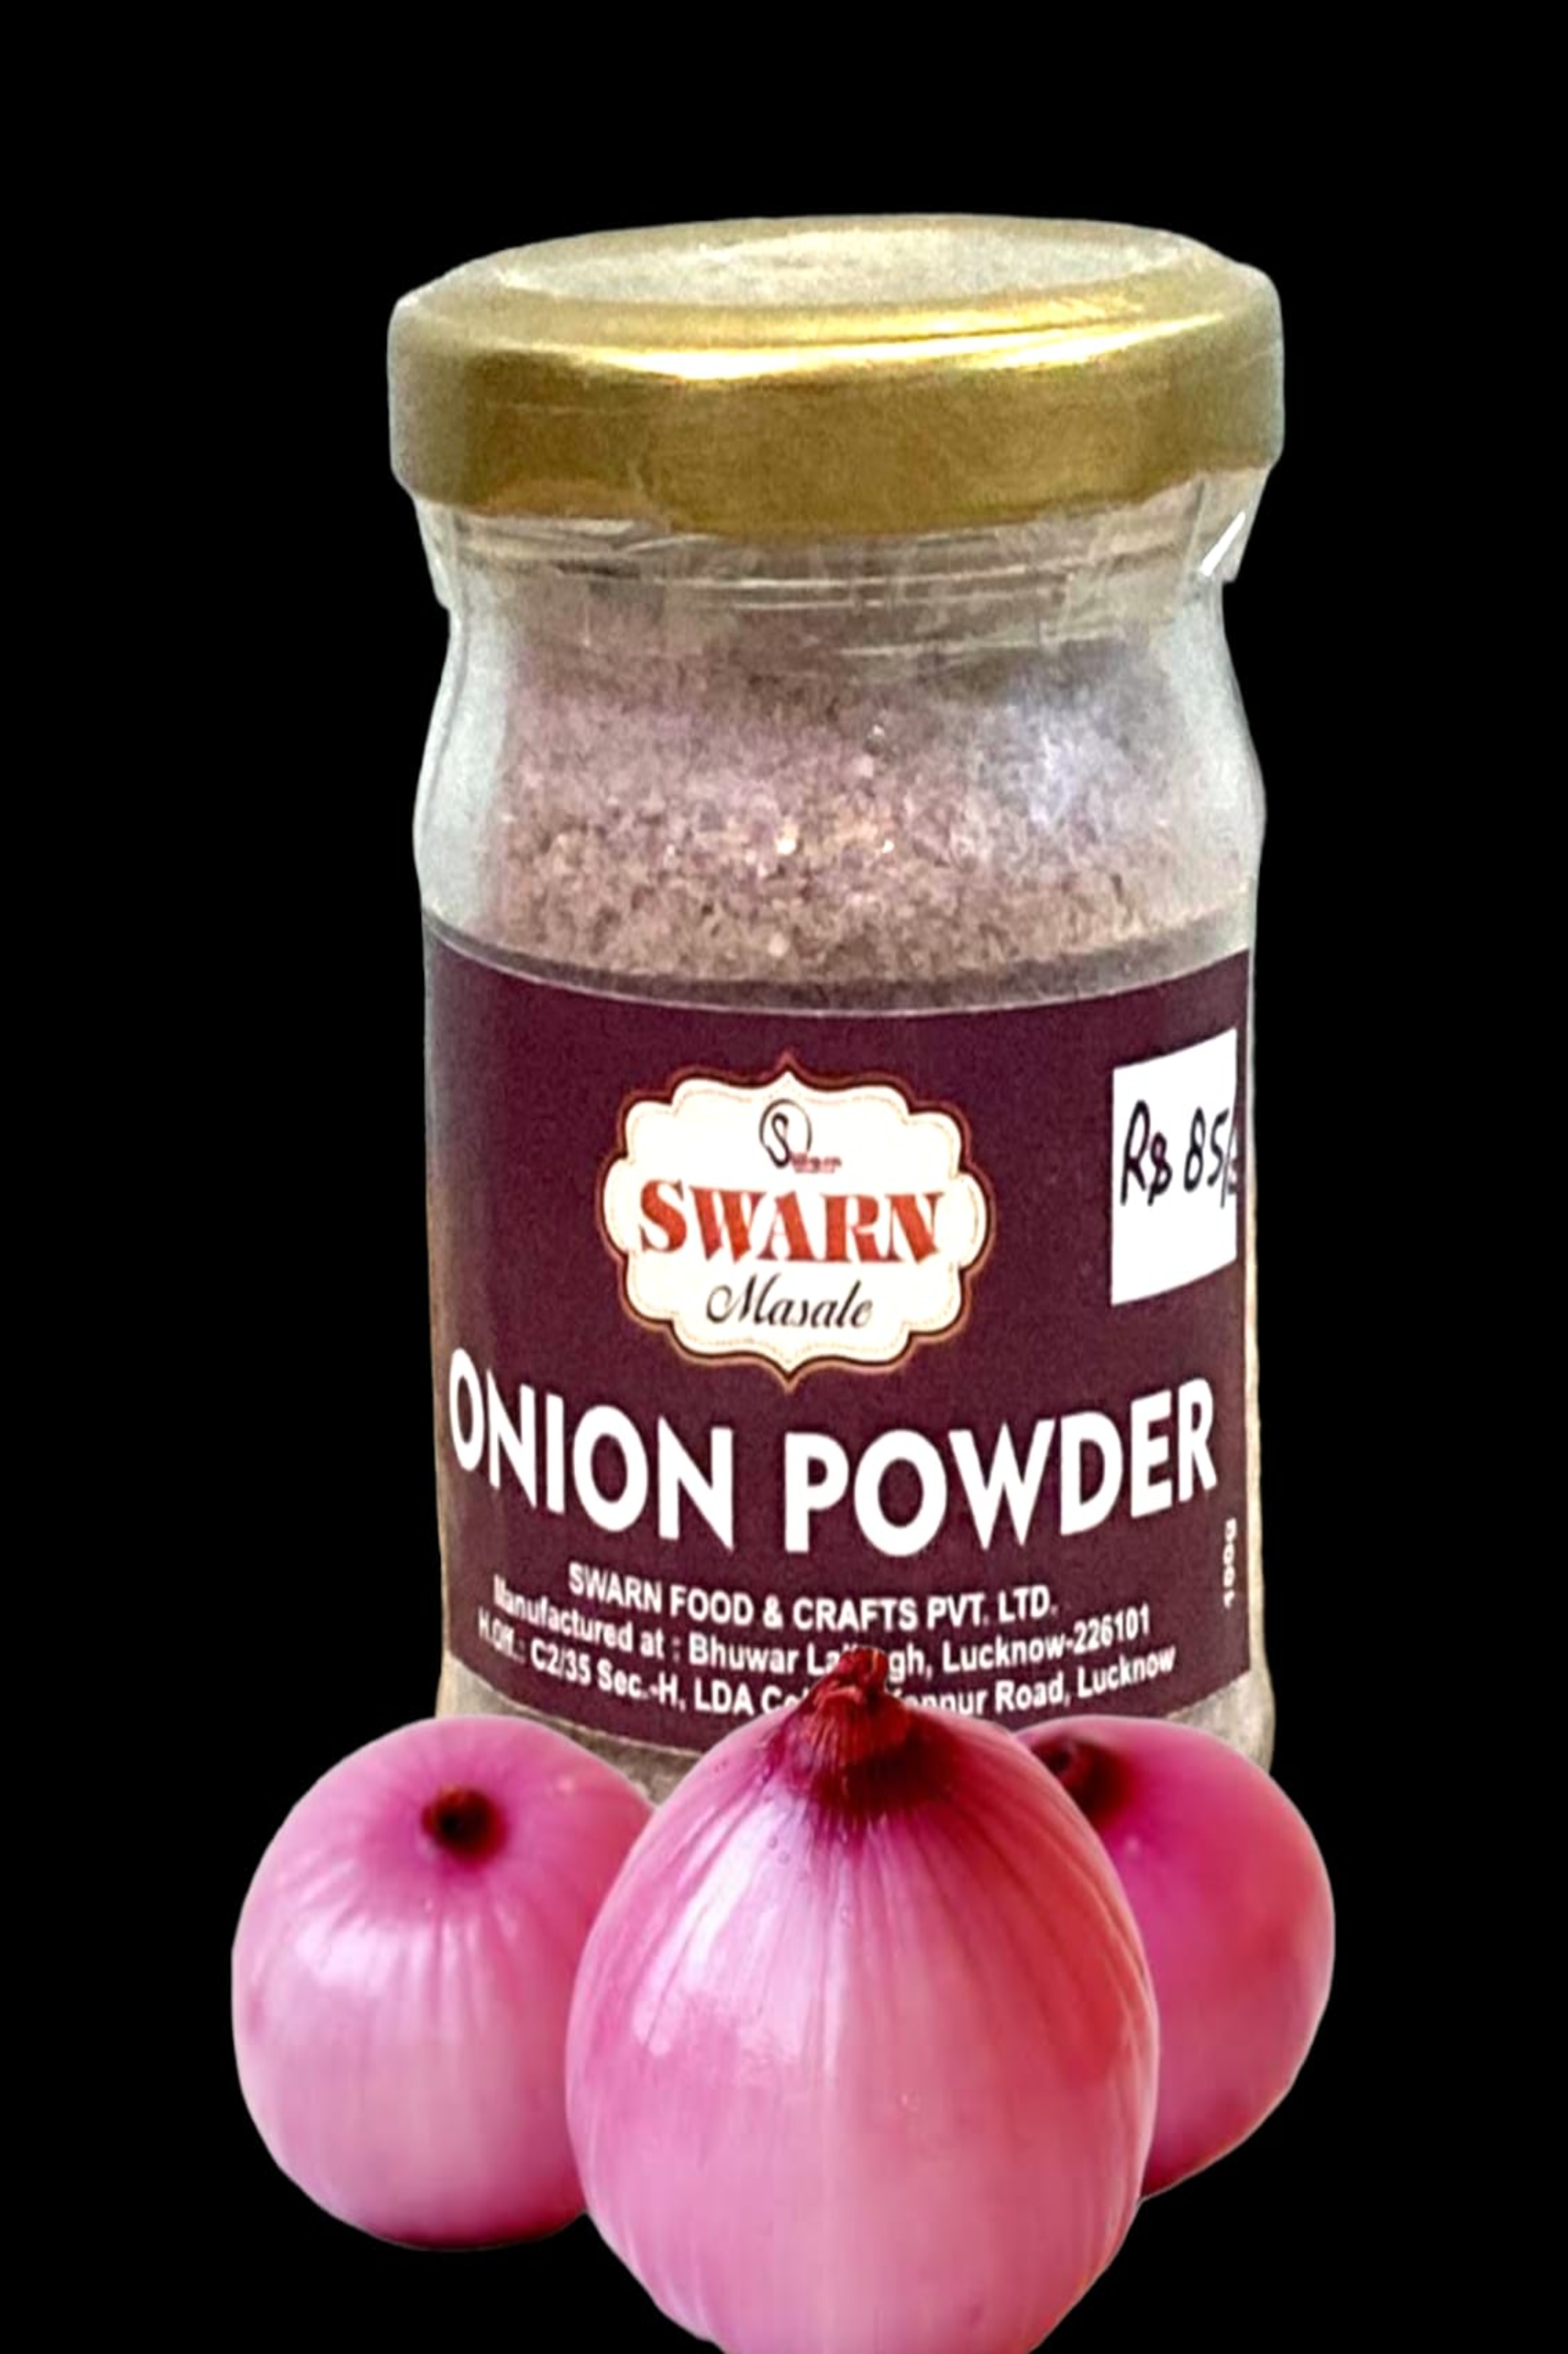 SWARN
Masale
Rs 85/-
ONION POWDER
100g
SWARN FOOD & CRAFTS PVT. LTD.
Manufactured at : Bhuwar , Lucknow-226101
H.Off.: C2/35 Sec.-H, LDA Road, Lucknow